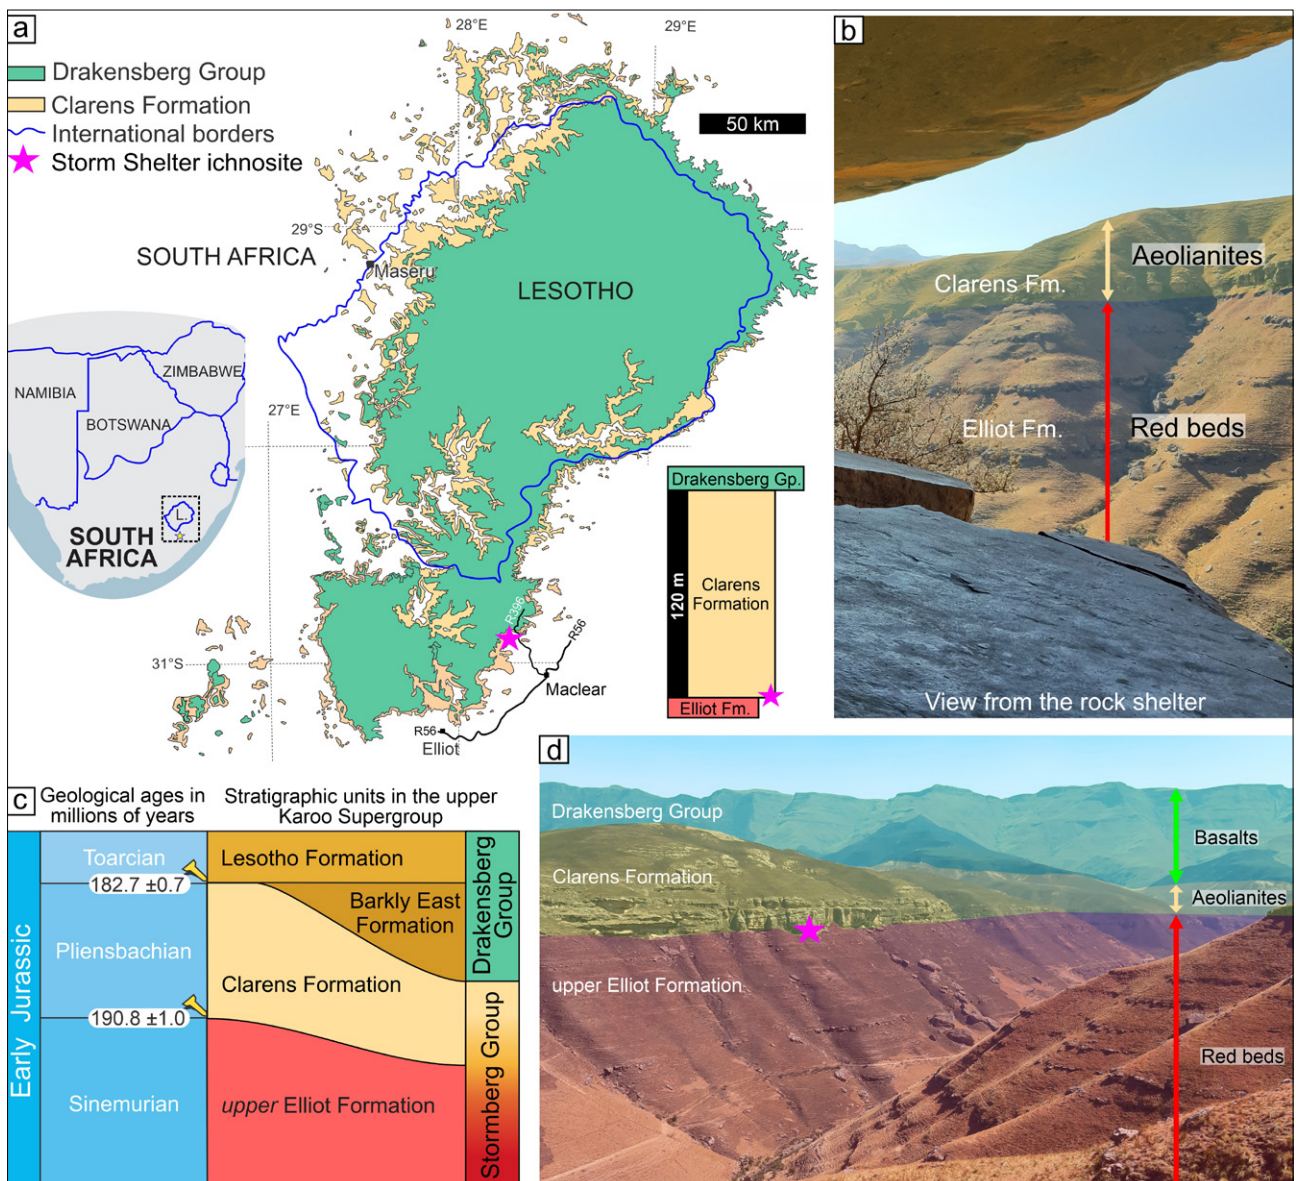 a
Drakensberg Group
Clarens Formation
International borders
Storm Shelter ichnosite
28°E
29°E
50 km
29°S
SOUTH AFRICA
Maseru
LESOTHO
27°E
NAMIBIA
ZIMBABWE
BOTSWANA
L.
SOUTH
AFRICA
31°S
R396
R56
Maclear
R56
Elliot
Drakensberg Gp.
120 m
Clarens
Formation
Elliot Fm.
b
Aeolianites
Clarens Fm.
Elliot Fm.
Red beds
View from the rock shelter
c
Geological ages in
millions of years
Stratigraphic units in the upper
Karoo Supergroup
Early Jurassic
Toarcian
182.7 ±0.7
Pliensbachian
190.8 ±1.0
Sinemurian
Lesotho Formation
Barkly East
Formation
Clarens Formation
upper Elliot Formation
Drakensberg
Group
Stormberg Group
d
Drakensberg Group
Basalts
Clarens Formation
Aeolianites
upper Elliot Formation
Red beds